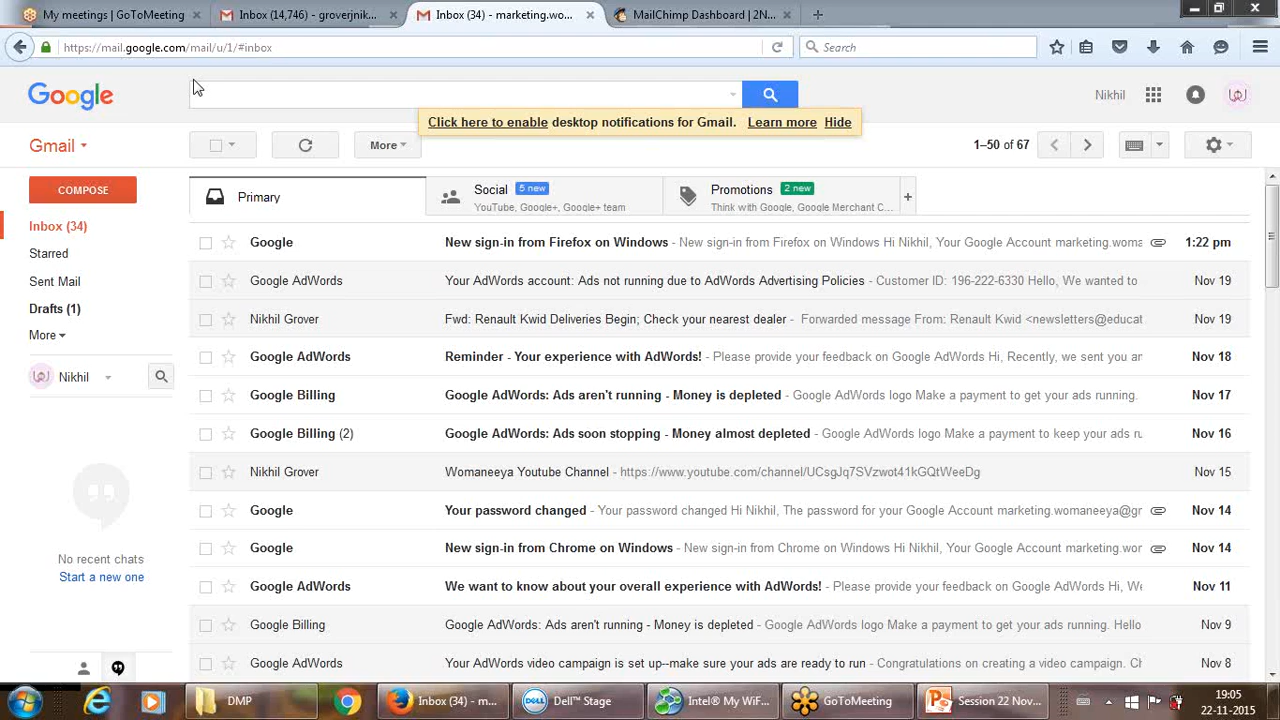 My meetings | GoToMeeting
Inbox (14,746) - groverjnik...
Inbox (34) - marketing.wo...
MailChimp Dashboard | 2N...
https://mail.google.com/mail/u/1/#inbox
Search
Google
Nikhil
Click here to enable desktop notifications for Gmail. Learn more Hide
Gmail
More
1–50 of 67
COMPOSE
Primary
Social 5 new
YouTube, Google+, Google+ team
Promotions 2 new
Think with Google, Google Merchant C...
Inbox (34)
Starred
Sent Mail
Drafts (1)
More
Nikhil
Google New sign-in from Firefox on Windows - New sign-in from Firefox on Windows Hi Nikhil, Your Google Account marketing.woma 1:22 pm
Google AdWords Your AdWords account: Ads not running due to AdWords Advertising Policies - Customer ID: 196-222-6330 Hello, We wanted to Nov 19
Nikhil Grover Fwd: Renault Kwid Deliveries Begin; Check your nearest dealer - Forwarded message From: Renault Kwid <newsletters@educat Nov 19
Google AdWords Reminder - Your experience with AdWords! - Please provide your feedback on Google AdWords Hi, Recently, we sent you an Nov 18
Google Billing Google AdWords: Ads aren't running - Money is depleted - Google AdWords logo Make a payment to get your ads running. Nov 17
Google Billing (2) Google AdWords: Ads soon stopping - Money almost depleted - Google AdWords logo Make a payment to keep your ads ru Nov 16
Nikhil Grover Womaneeya Youtube Channel - https://www.youtube.com/channel/UCsgJq7SVzwot41kGQtWeeDg Nov 15
Google Your password changed - Your password changed Hi Nikhil, The password for your Google Account marketing.womaneeya@gr Nov 14
Google New sign-in from Chrome on Windows - New sign-in from Chrome on Windows Hi Nikhil, Your Google Account marketing.wor Nov 14
Google AdWords We want to know about your overall experience with AdWords! - Please provide your feedback on Google AdWords Hi, We Nov 11
Google Billing Google AdWords: Ads aren't running - Money is depleted - Google AdWords logo Make a payment to get your ads running. Hello Nov 9
Google AdWords Your AdWords video campaign is set up--make sure your ads are ready to run - Congratulations on creating a video campaign. Ch Nov 8
No recent chats
Start a new one
DMP
Inbox (34) - m...
DELL
Dell™ Stage
Intel® My WiF...
GoToMeeting
Session 22 Nov...
19:05
22-11-2015